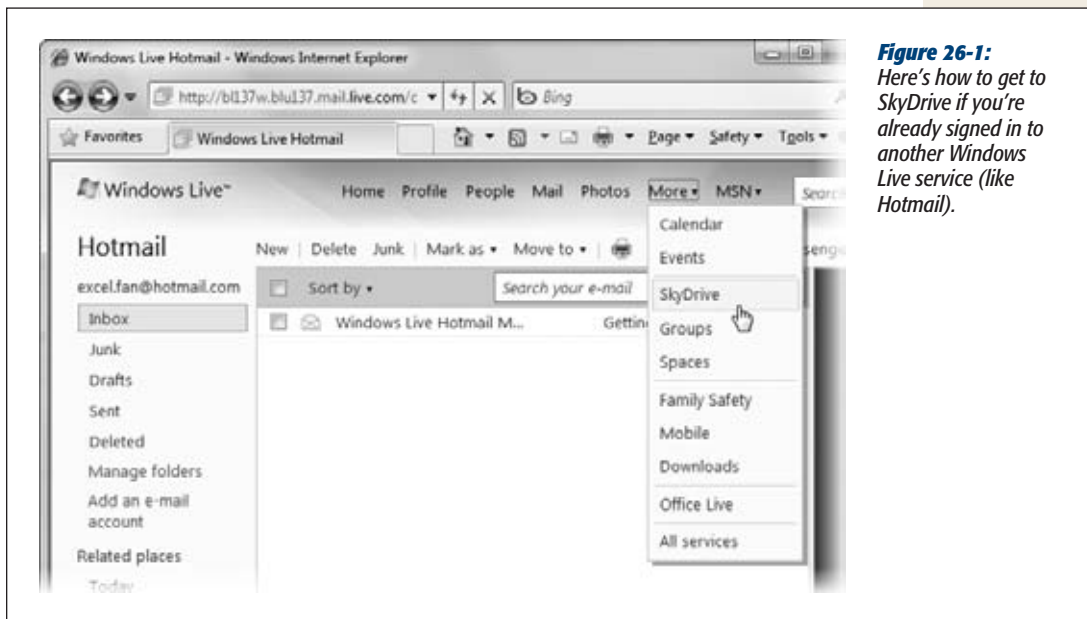 Windows Live Hotmail - Windows Internet Explorer
http://bl137w.blu137.mail.live.com/c
Bing
Favorites
Windows Live Hotmail
Page
Safety
Tools
Windows Live™
Home Profile People Mail Photos More MSN
Search
Hotmail
excel.fan@hotmail.com
Inbox
Junk
Drafts
Sent
Deleted
Manage folders
Add an e-mail
account
Related places
Today
New | Delete Junk | Mark as Move to
Sort by
Search your e-mail
Windows Live Hotmail M... Gettin
Calendar
Events
SkyDrive
Groups
Spaces
Family Safety
Mobile
Downloads
Office Live
All services
Figure 26-1:
Here's how to get to
SkyDrive if you're
already signed in to
another Windows
Live service (like
Hotmail).